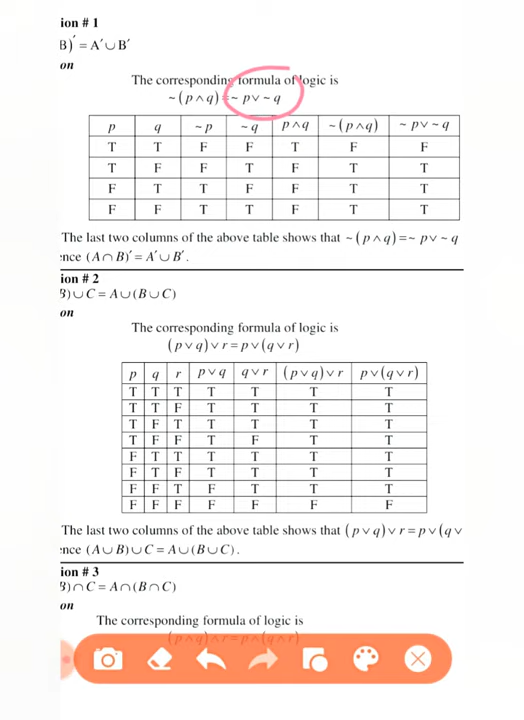 ion # 1
B)′ = A′ ∪ B′
on
The corresponding formula of logic is
~ (p ∧ q) = ~ p ∨ ~ q
p q ~ p ~ q p ∧ q ~ (p ∧ q) ~ p ∨ ~ q
T T F F T F F
T F F T F T T
F T T F F T T
F F T T F T T
The last two columns of the above table shows that ~ (p ∧ q) = ~ p ∨ ~ q
ence (A ∩ B)′ = A′ ∪ B′.
ion # 2
B) ∪ C = A ∪ (B ∪ C)
on
The corresponding formula of logic is
(p ∨ q) ∨ r = p ∨ (q ∨ r)
p q r p ∨ q q ∨ r (p ∨ q) ∨ r p ∨ (q ∨ r)
T T T T T T T
T T F T T T T
T F T T T T T
T F F T F T T
F T T T T T T
F T F T T T T
F F T F T T T
F F F F F F F
The last two columns of the above table shows that (p ∨ q) ∨ r = p ∨ (q ∨
ence (A ∪ B) ∪ C = A ∪ (B ∪ C).
ion # 3
B) ∩ C = A ∩ (B ∩ C)
on
The corresponding formula of logic is
(p ∧ q) ∧ r = p ∧ (q ∧ r)